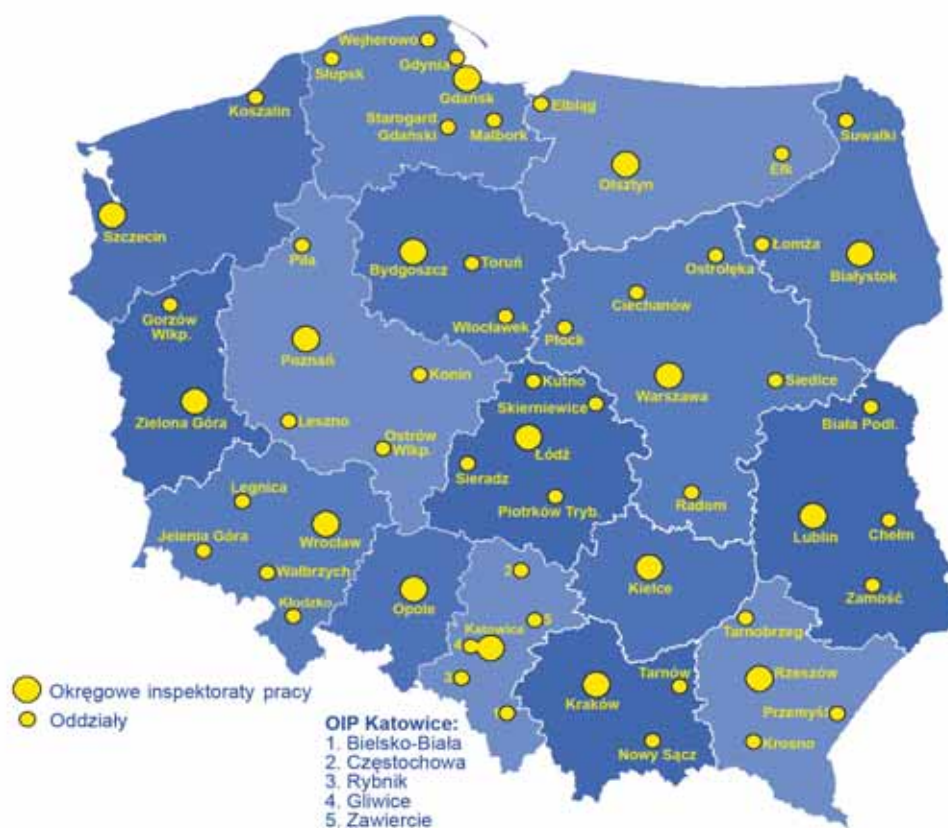 Wejherowo
Słupsk
Gdynia
Gdańsk
Koszalin
Starogard
Gdański
Malbork
Elbląg
Suwałki
Olsztyn
Ełk
Szczecin
Piła
Bydgoszcz
Toruń
Ostrołęka
Łomża
Białystok
Ciechanów
Gorzów
Wlkp.
Włocławek
Płock
Poznań
Konin
Kutno
Skierniewice
Warszawa
Siedlce
Zielona Góra
Leszno
Ostrów
Wlkp.
Łódź
Biała Podl.
Sieradz
Legnica
Piotrków Tryb.
Radom
Jelenia Góra
Wrocław
Lublin
Chełm
Wałbrzych
2
Kielce
Kłodzko
Opole
Zamość
Katowice
5
4
Tarnobrzeg
3
Tarnów
Rzeszów
Kraków
1
Przemyśl
Nowy Sącz
Krosno
Okręgowe inspektoraty pracy
Oddziały
OIP Katowice:
1. Bielsko-Biała
2. Częstochowa
3. Rybnik
4. Gliwice
5. Zawiercie